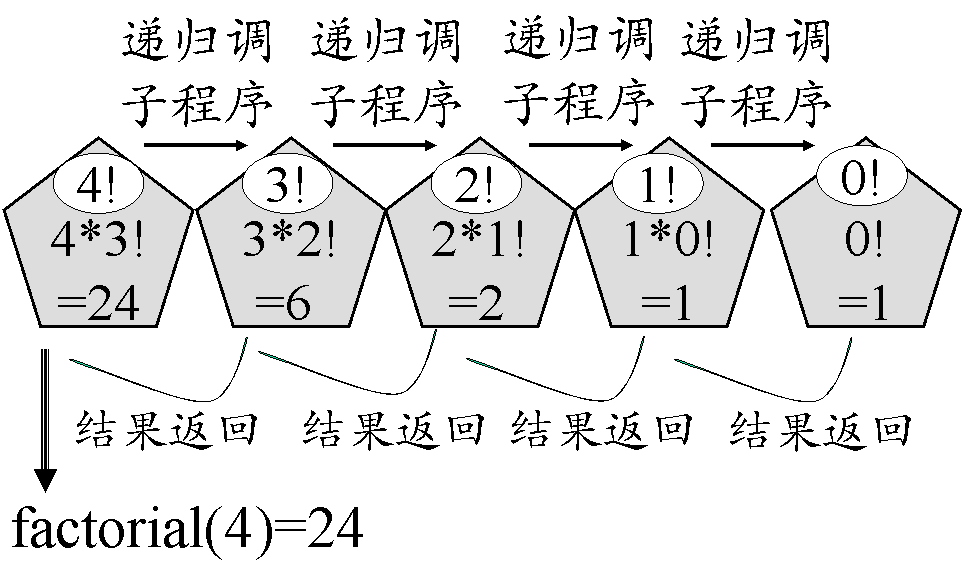 递归调 递归调 递归调 递归调
子程序 子程序 子程序 子程序
4! 3! 2! 1! 0!
4*3! 3*2! 2*1! 1*0! 0!
=24 =6 =2 =1 =1
结果返回 结果返回 结果返回 结果返回
factorial(4)=24